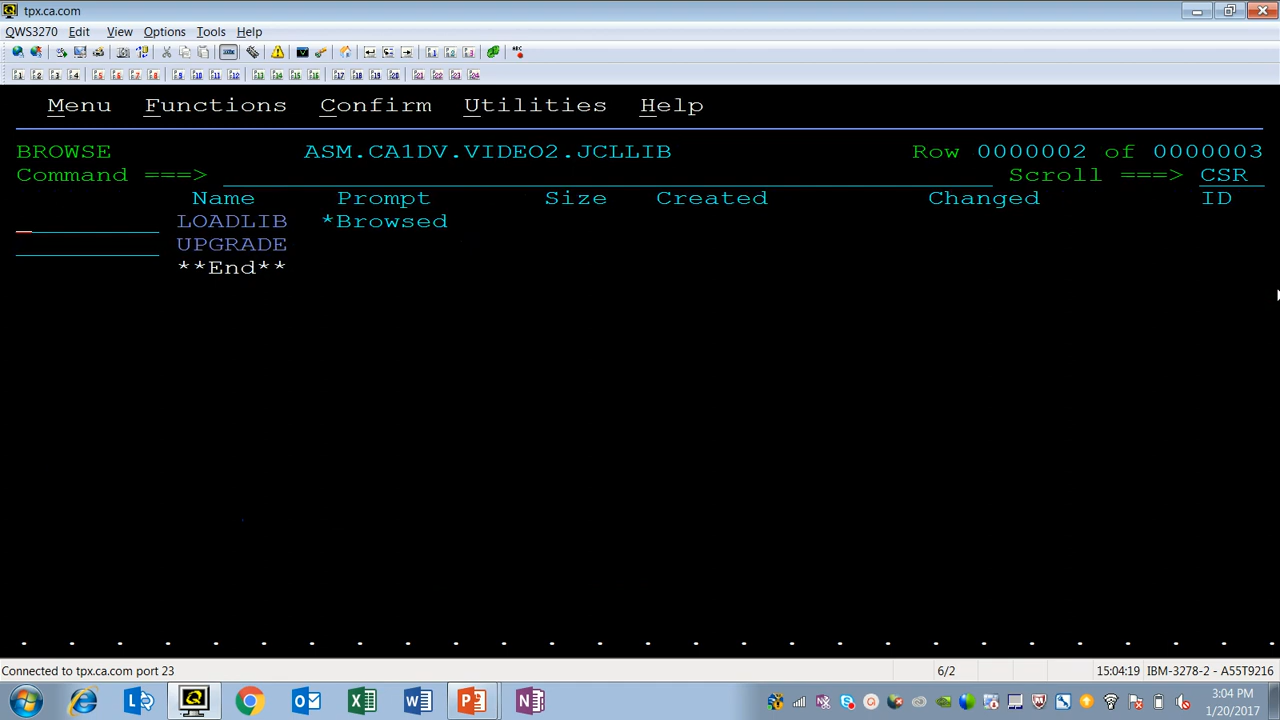 tpx.ca.com
QWS3270 Edit View Options Tools Help
Menu Functions Confirm Utilities Help
BROWSE ASM.CA1DV.VIDEO2.JCLLIB Row 0000002 of 0000003
Command ===> Scroll ===> CSR
Name Prompt Size Created Changed ID
LOADLIB *Browsed
UPGRADE
**End**
Connected to tpx.ca.com port 23 6/2 15:04:19 IBM-3278-2 - A55T9216
3:04 PM
1/20/2017